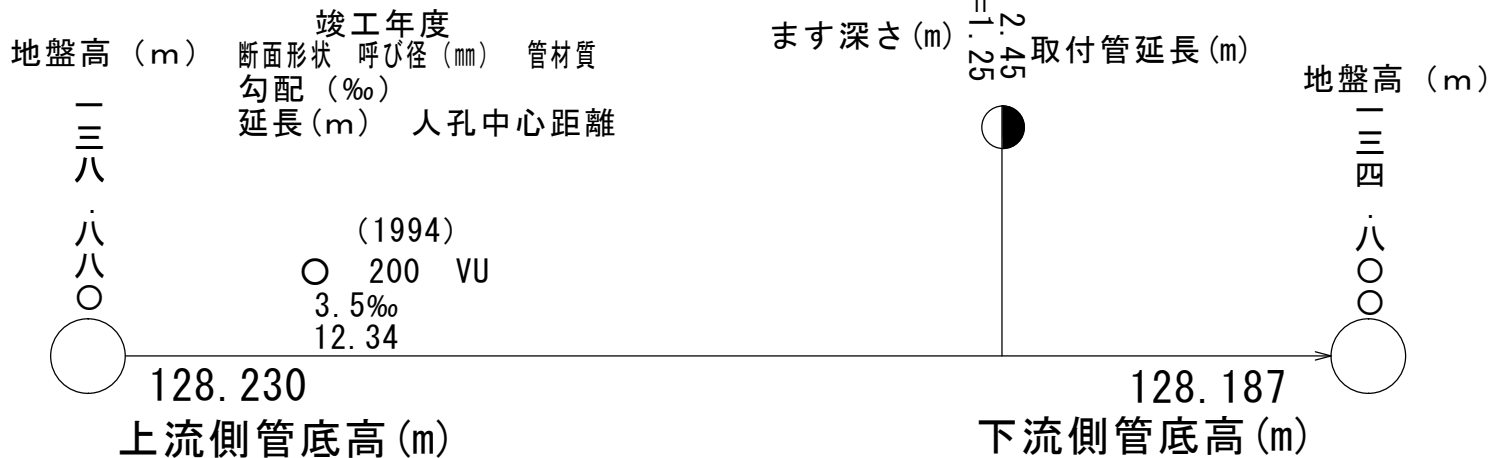 竣工年度
地盤高（m）
断面形状 呼び径(㎜) 管材質
勾配（‰）
延長(m) 人孔中心距離
一三八.八八〇
(1994)
○ 200 VU
3.5‰
12.34
128.230
上流側管底高(m)
ます深さ(m)
=1.25
2.45
取付管延長(m)
地盤高（m）
一三四.八〇〇
128.187
下流側管底高(m)